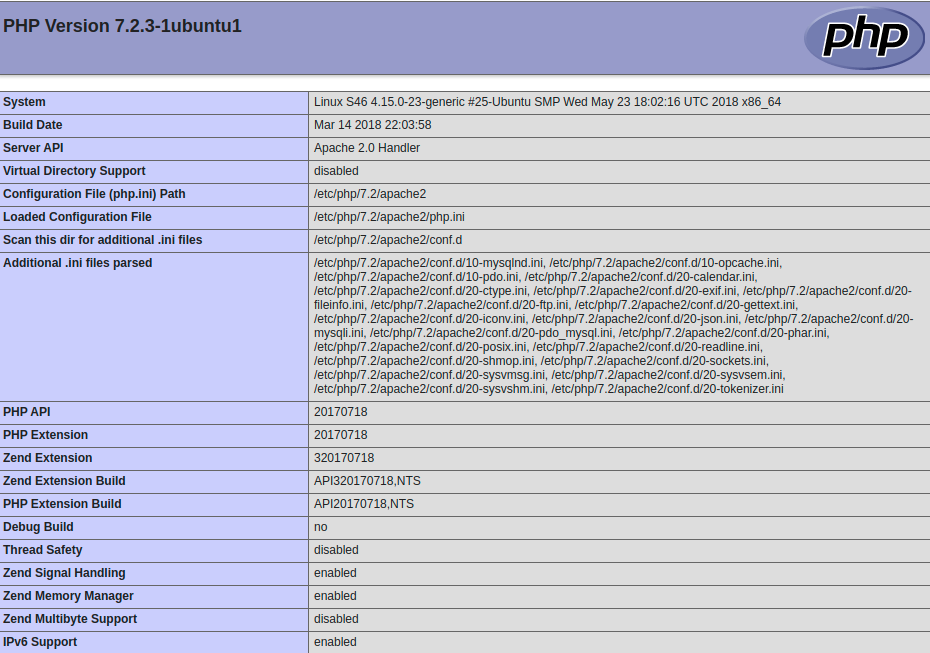 PHP Version 7.2.3-1ubuntu1
php
System Linux S46 4.15.0-23-generic #25-Ubuntu SMP Wed May 23 18:02:16 UTC 2018 x86_64
Build Date Mar 14 2018 22:03:58
Server API Apache 2.0 Handler
Virtual Directory Support disabled
Configuration File (php.ini) Path /etc/php/7.2/apache2
Loaded Configuration File /etc/php/7.2/apache2/php.ini
Scan this dir for additional .ini files /etc/php/7.2/apache2/conf.d
Additional .ini files parsed /etc/php/7.2/apache2/conf.d/10-mysqlnd.ini, /etc/php/7.2/apache2/conf.d/10-opcache.ini,
/etc/php/7.2/apache2/conf.d/10-pdo.ini, /etc/php/7.2/apache2/conf.d/20-calendar.ini,
/etc/php/7.2/apache2/conf.d/20-ctype.ini, /etc/php/7.2/apache2/conf.d/20-exif.ini, /etc/php/7.2/apache2/conf.d/20-
fileinfo.ini, /etc/php/7.2/apache2/conf.d/20-ftp.ini, /etc/php/7.2/apache2/conf.d/20-gettext.ini,
/etc/php/7.2/apache2/conf.d/20-iconv.ini, /etc/php/7.2/apache2/conf.d/20-json.ini, /etc/php/7.2/apache2/conf.d/20-
mysqli.ini, /etc/php/7.2/apache2/conf.d/20-pdo_mysql.ini, /etc/php/7.2/apache2/conf.d/20-phar.ini,
/etc/php/7.2/apache2/conf.d/20-posix.ini, /etc/php/7.2/apache2/conf.d/20-readline.ini,
/etc/php/7.2/apache2/conf.d/20-shmop.ini, /etc/php/7.2/apache2/conf.d/20-sockets.ini,
/etc/php/7.2/apache2/conf.d/20-sysvmsg.ini, /etc/php/7.2/apache2/conf.d/20-sysvsem.ini,
/etc/php/7.2/apache2/conf.d/20-sysvshm.ini, /etc/php/7.2/apache2/conf.d/20-tokenizer.ini
PHP API 20170718
PHP Extension 20170718
Zend Extension 320170718
Zend Extension Build API320170718,NTS
PHP Extension Build API20170718,NTS
Debug Build no
Thread Safety disabled
Zend Signal Handling enabled
Zend Memory Manager enabled
Zend Multibyte Support disabled
IPv6 Support enabled